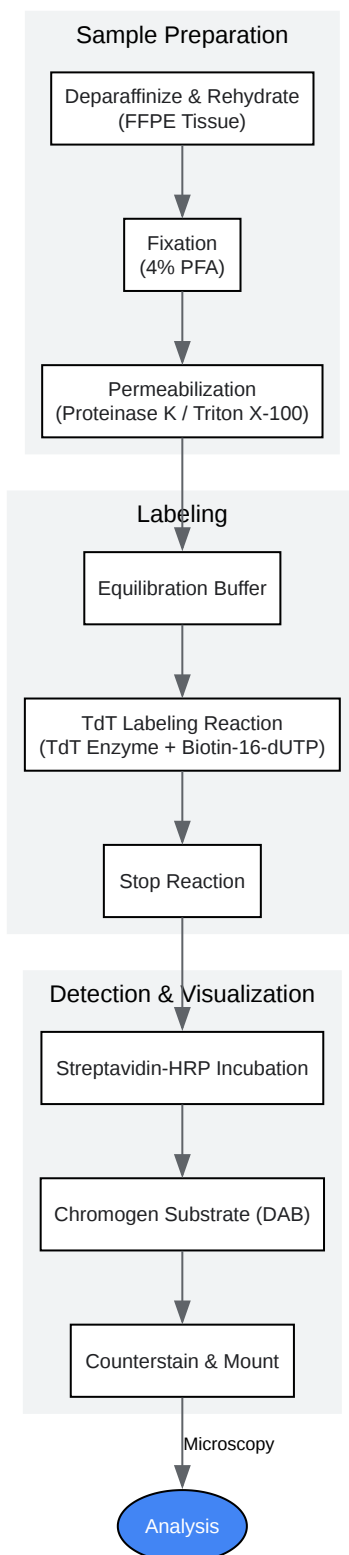 Sample Preparation
Deparaffinize & Rehydrate
(FFPE Tissue)
Fixation
(4% PFA)
Permeabilization
(Proteinase K / Triton X-100)
Labeling
Equilibration Buffer
TdT Labeling Reaction
(TdT Enzyme + Biotin-16-dUTP)
Stop Reaction
Detection & Visualization
Streptavidin-HRP Incubation
Chromogen Substrate (DAB)
Counterstain & Mount
Microscopy
Analysis